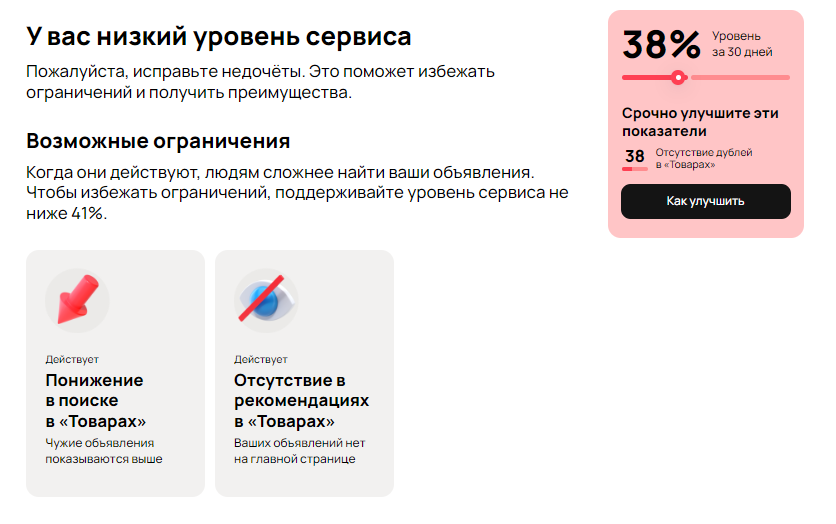 У вас низкий уровень сервиса
Пожалуйста, исправьте недочёты. Это поможет избежать
ограничений и получить преимущества.
Возможные ограничения
Когда они действуют, людям сложнее найти ваши объявления.
Чтобы избежать ограничений, поддерживайте уровень сервиса не
ниже 41%.
Действует
Понижение
в поиске
в «Товарах»
Чужие объявления
показываются выше
Действует
Отсутствие в
рекомендациях
в «Товарах»
Ваших объявлений нет
на главной странице
38%
Уровень
за 30 дней
Срочно улучшите эти
показатели
38
Отсутствие дублей
в «Товарах»
Как улучшить